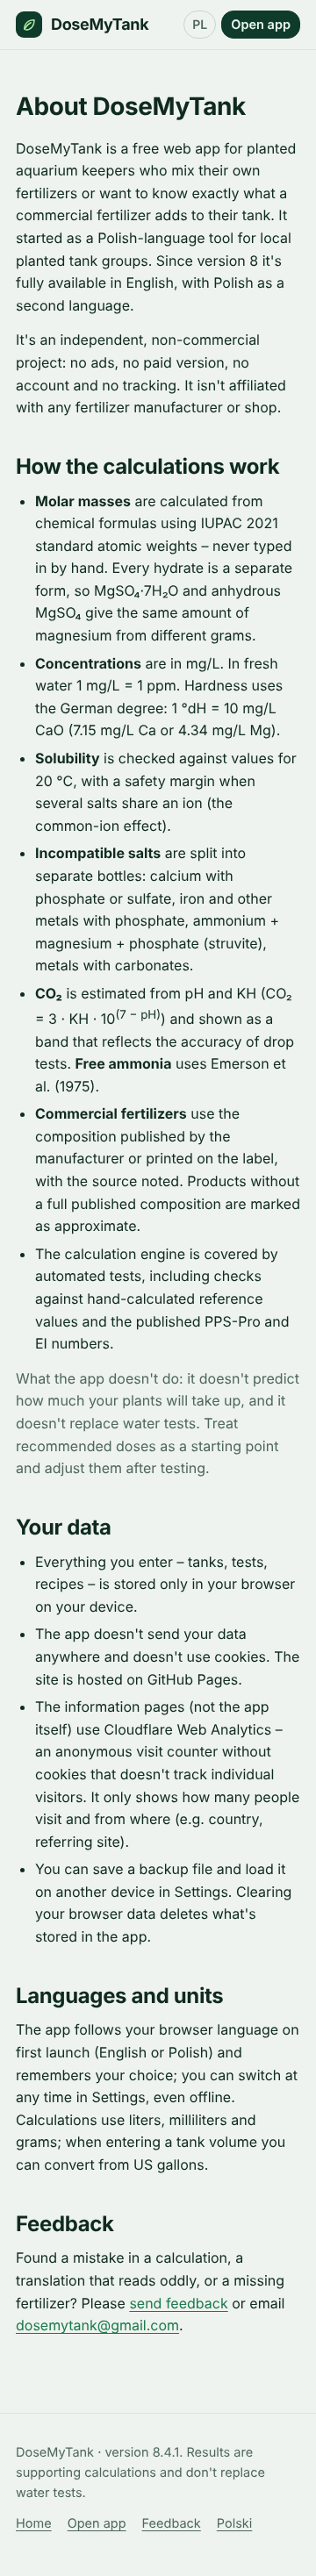 DoseMyTank
PL
Open app
About DoseMyTank
DoseMyTank is a free web app for planted
aquarium keepers who mix their own
fertilizers or want to know exactly what a
commercial fertilizer adds to their tank. It
started as a Polish-language tool for local
planted tank groups. Since version 8 it's
fully available in English, with Polish as a
second language.
It's an independent, non-commercial
project: no ads, no paid version, no
account and no tracking. It isn't affiliated
with any fertilizer manufacturer or shop.
How the calculations work
• Molar masses are calculated from
chemical formulas using IUPAC 2021
standard atomic weights – never typed
in by hand. Every hydrate is a separate
form, so MgSO₄·7H₂O and anhydrous
MgSO₄ give the same amount of
magnesium from different grams.
• Concentrations are in mg/L. In fresh
water 1 mg/L = 1 ppm. Hardness uses
the German degree: 1 °dH = 10 mg/L
CaO (7.15 mg/L Ca or 4.34 mg/L Mg).
• Solubility is checked against values for
20 °C, with a safety margin when
several salts share an ion (the
common-ion effect).
• Incompatible salts are split into
separate bottles: calcium with
phosphate or sulfate, iron and other
metals with phosphate, ammonium +
magnesium + phosphate (struvite),
metals with carbonates.
• CO₂ is estimated from pH and KH (CO₂
= 3 · KH · 10^(7 − pH)) and shown as a
band that reflects the accuracy of drop
tests. Free ammonia uses Emerson et
al. (1975).
• Commercial fertilizers use the
composition published by the
manufacturer or printed on the label,
with the source noted. Products without
a full published composition are marked
as approximate.
• The calculation engine is covered by
automated tests, including checks
against hand-calculated reference
values and the published PPS-Pro and
EI numbers.
What the app doesn't do: it doesn't predict
how much your plants will take up, and it
doesn't replace water tests. Treat
recommended doses as a starting point
and adjust them after testing.
Your data
• Everything you enter – tanks, tests,
recipes – is stored only in your browser
on your device.
• The app doesn't send your data
anywhere and doesn't use cookies. The
site is hosted on GitHub Pages.
• The information pages (not the app
itself) use Cloudflare Web Analytics –
an anonymous visit counter without
cookies that doesn't track individual
visitors. It only shows how many people
visit and from where (e.g. country,
referring site).
• You can save a backup file and load it
on another device in Settings. Clearing
your browser data deletes what's
stored in the app.
Languages and units
The app follows your browser language on
first launch (English or Polish) and
remembers your choice; you can switch at
any time in Settings, even offline.
Calculations use liters, milliliters and
grams; when entering a tank volume you
can convert from US gallons.
Feedback
Found a mistake in a calculation, a
translation that reads oddly, or a missing
fertilizer? Please send feedback or email
dosemytank@gmail.com.
DoseMyTank · version 8.4.1. Results are
supporting calculations and don't replace
water tests.
Home Open app Feedback Polski